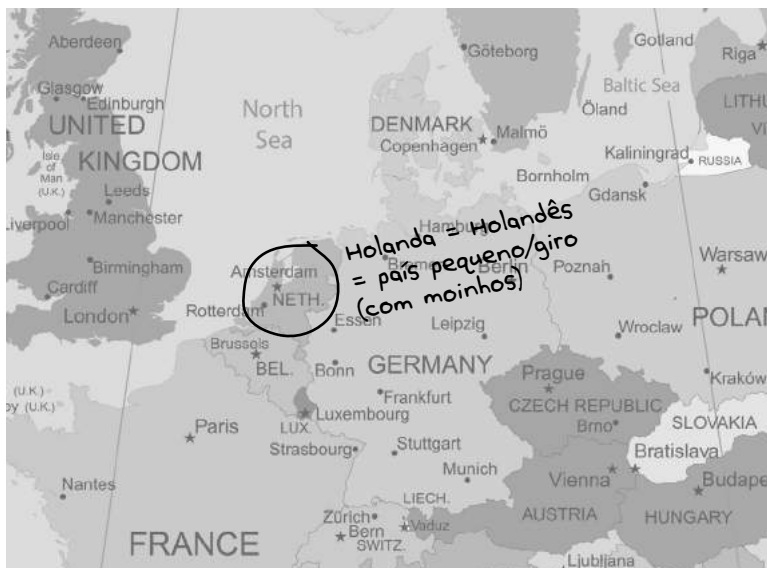 Aberdeen
Göteborg
Gotland
Riga
Glasgow
Edinburgh
North
Sea
Baltic Sea
Öland
LITHU
Vi
UNITED
KINGDOM
Isle
of
Man
(U.K.)
DENMARK
Copenhagen
Malmö
Kaliningrad
RUSSIA
Leeds
Liverpool
Manchester
Bornholm
Gdansk
Hamburg
Holanda = Holandês
= país pequeno/giro
(com moinhos)
Birmingham
Amsterdam
Bremen
Berlin
Poznań
Warsaw
Cardiff
London
Rotterdam
NETH.
Essen
Leipzig
Wroclaw
POLAN
Brussels
BEL.
Bonn
GERMANY
Prague
Kraków
(U.K.)
by (U.K.)
Frankfurt
CZECH REPUBLIC
Brno
SLOVAKIA
Paris
LUX.
Luxembourg
Strasbourg
Stuttgart
Bratislava
Nantes
Munich
Vienna
Budape
LIECH.
Zürich
Bern
SWITZ.
Vaduz
AUSTRIA
HUNGARY
FRANCE
Ljubljana